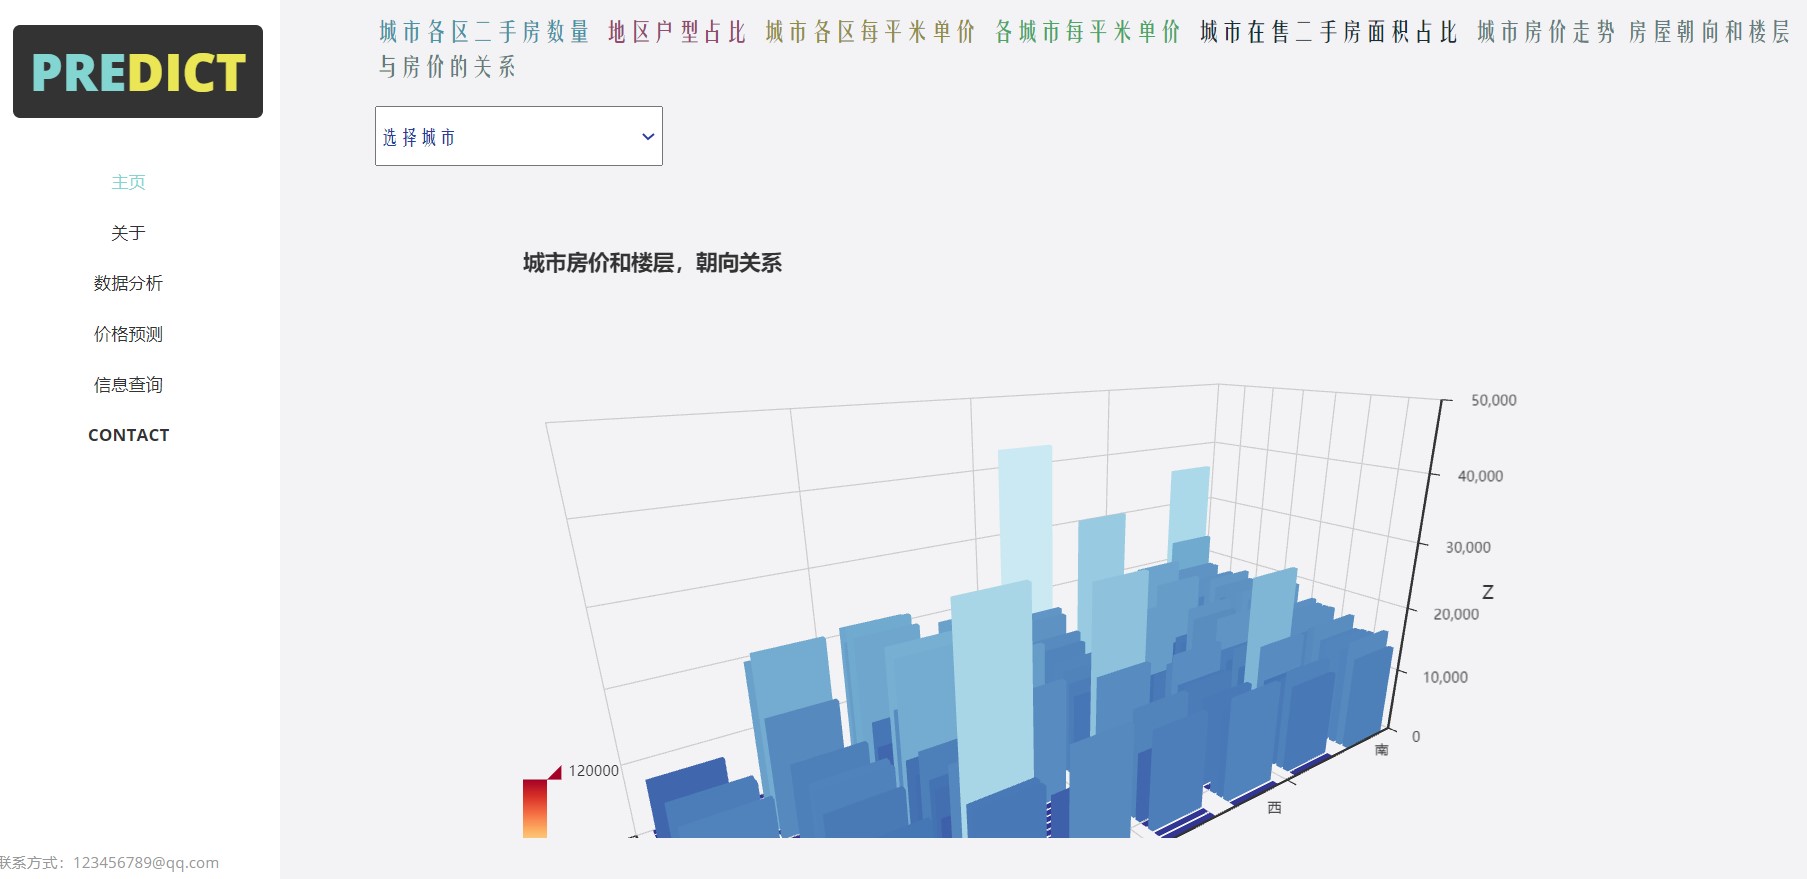 PREDICT
主页
关于
数据分析
价格预测
信息查询
CONTACT
联系方式：123456789@qq.com
城市各区二手房数量 地区户型占比 城市各区每平米单价 各城市每平米单价 城市在售二手房面积占比 城市房价走势 房屋朝向和楼层
与房价的关系
选择城市
城市房价和楼层，朝向关系
50,000
40,000
30,000
Z
20,000
10,000
0
南
西
120000